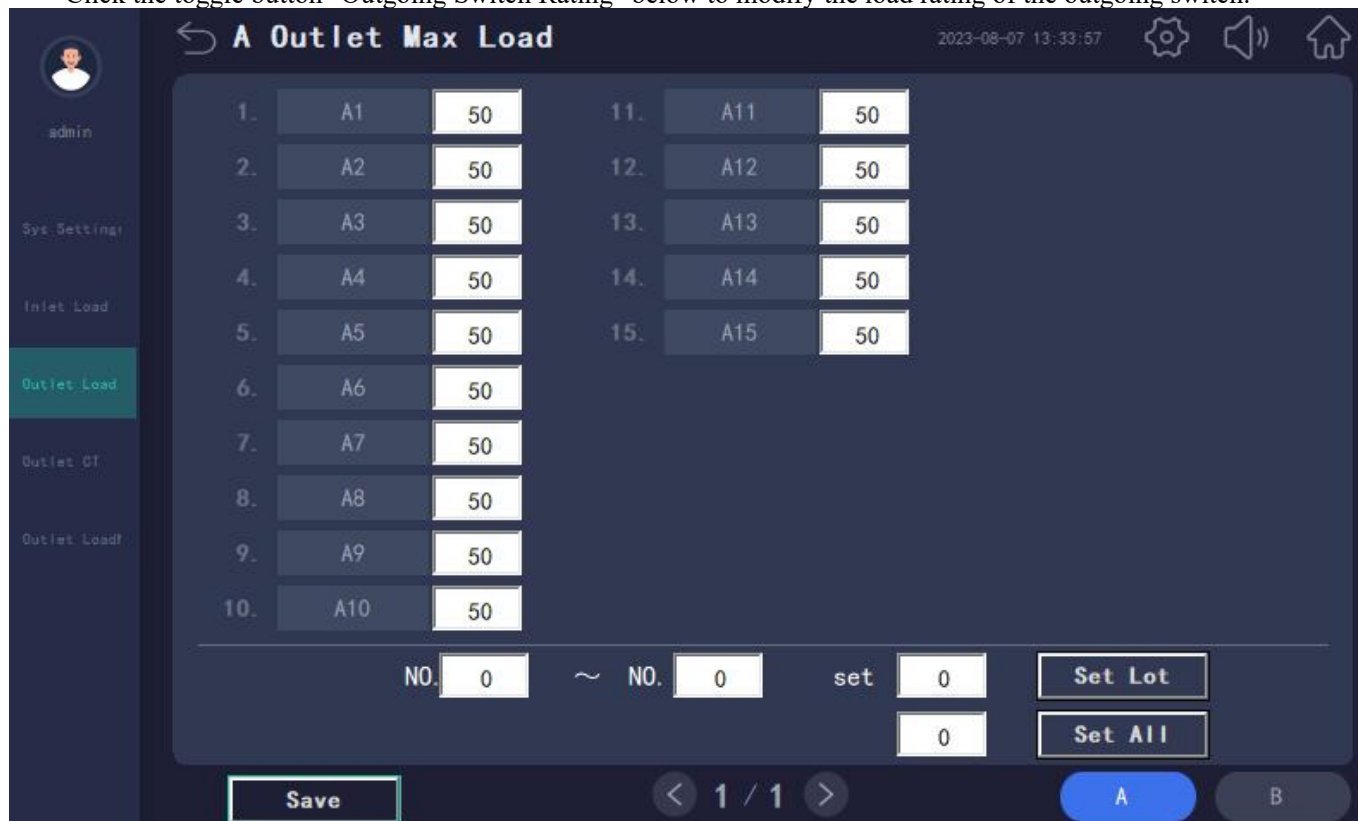 Click the toggle button "Outgoing Switch Rating" below to modify the load rating of the outgoing switch.
A Outlet Max Load 2023-08-07 13:33:57
admin
Sys Settings
Inlet Load
Outlet Load
Outlet CT
Outlet
1. A1 50 11. A11 50
2. A2 50 12. A12 50
3. A3 50 13. A13 50
4. A4 50 14. A14 50
5. A5 50 15. A15 50
6. A6 50
7. A7 50
8. A8 50
9. A9 50
10. A10 50
NO. 0 ~ NO. 0 set 0 Set Lot
0 Set All
Save < 1 / 1 > A B